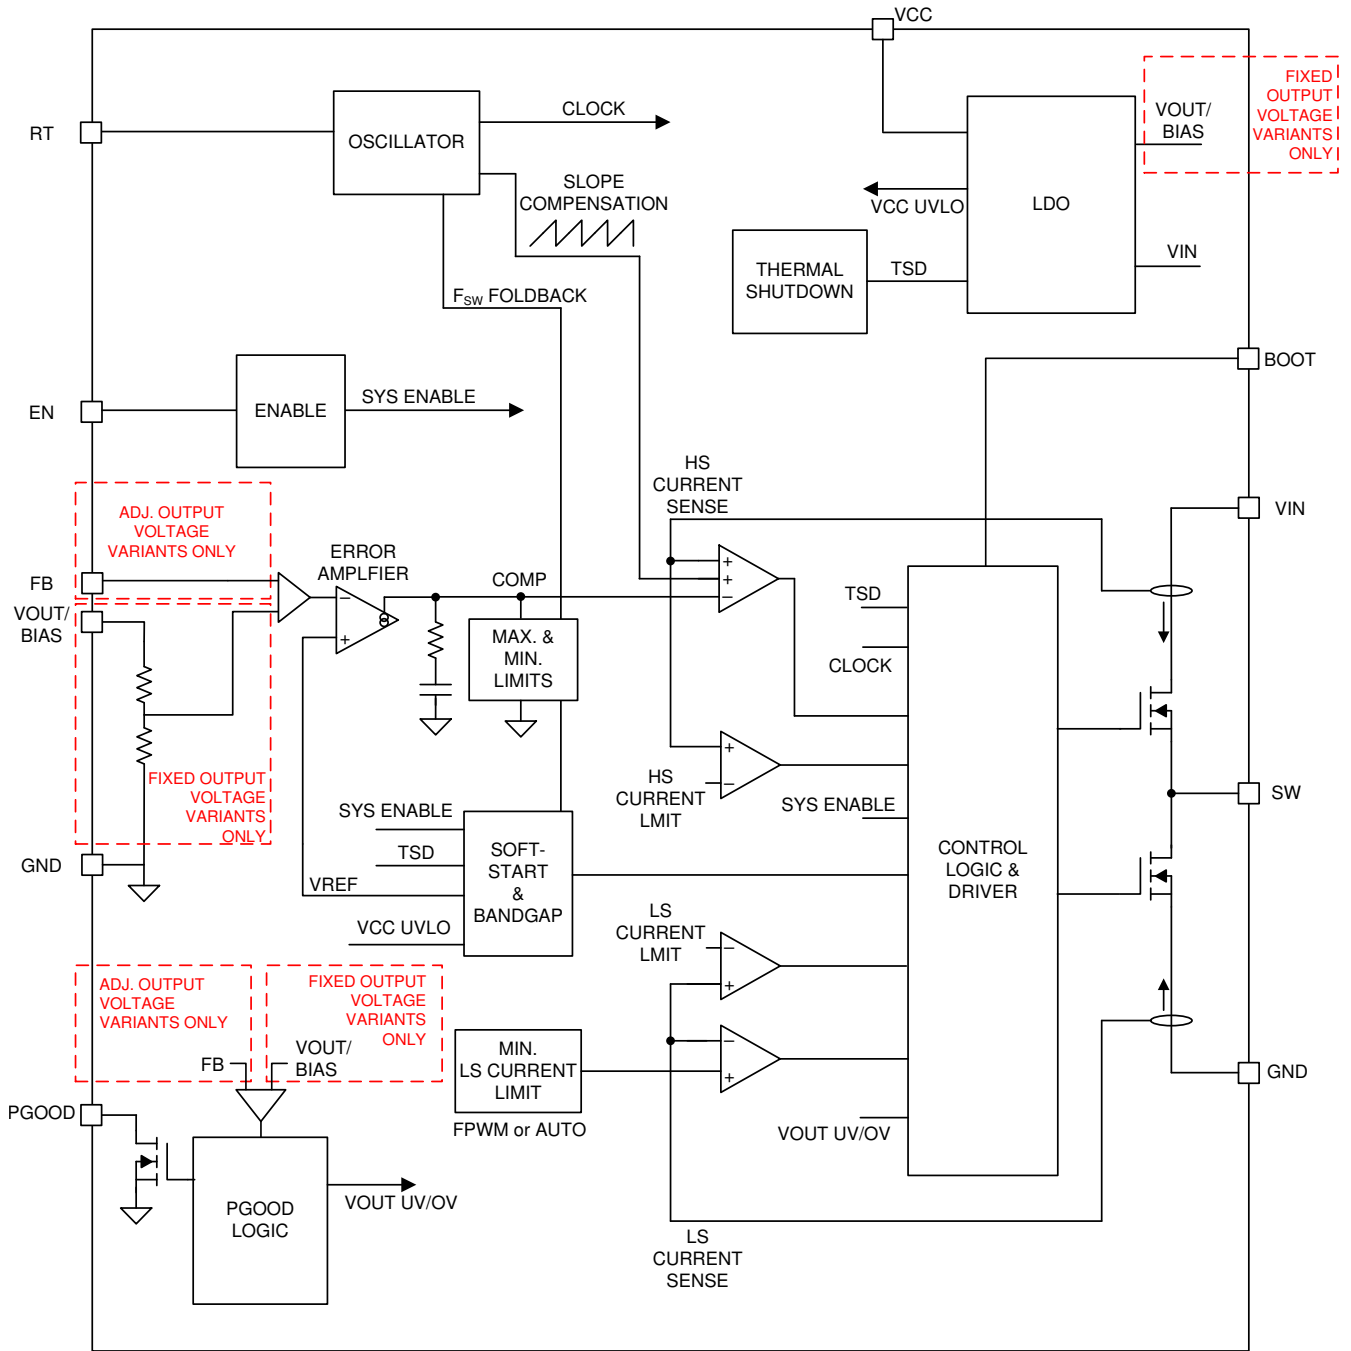 VCC
FIXED
OUTPUT
VOLTAGE
VARIANTS
ONLY
VOUT/
BIAS
RT
OSCILLATOR
CLOCK
SLOPE
COMPENSATION
LDO
VCC UVLO
VIN
THERMAL
SHUTDOWN
TSD
FSW FOLDBACK
BOOT
EN
ENABLE
SYS ENABLE
HS
CURRENT
SENSE
VIN
ADJ. OUTPUT
VOLTAGE
VARIANTS ONLY
FB
ERROR
AMPLFIER
COMP
+
+
−
−
+
VOUT/
BIAS
MAX. &
MIN.
LIMITS
TSD
CLOCK
FIXED OUTPUT
VOLTAGE
VARIANTS
ONLY
HS
CURRENT
LMIT
+
−
SYS ENABLE
SW
SYS ENABLE
TSD
VREF
VCC UVLO
SOFT-
START
&
BANDGAP
CONTROL
LOGIC &
DRIVER
GND
LS
CURRENT
LMIT
−
+
ADJ. OUTPUT
VOLTAGE
VARIANTS ONLY
FIXED OUTPUT
VOLTAGE
VARIANTS
ONLY
FB
VOUT/
BIAS
MIN.
LS CURRENT
LIMIT
−
+
FPWM or AUTO
VOUT UV/OV
GND
PGOOD
PGOOD
LOGIC
VOUT UV/OV
LS
CURRENT
SENSE